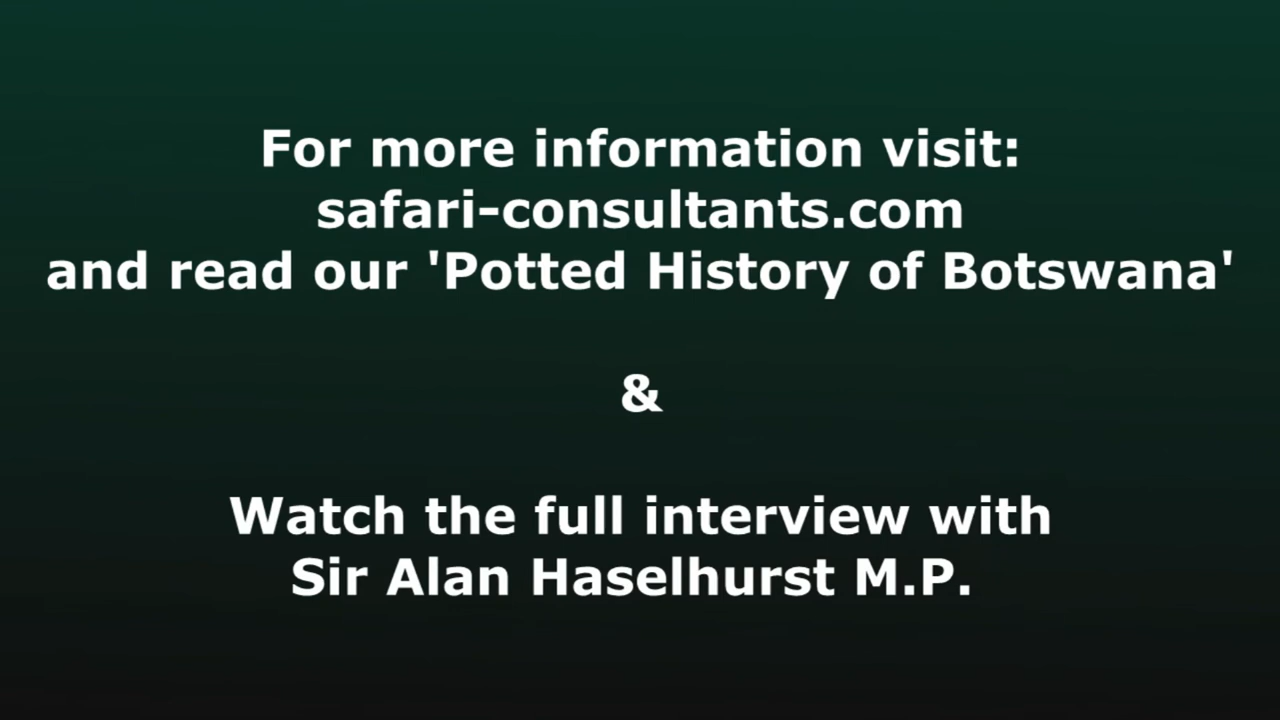 For more information visit:
safari-consultants.com
and read our 'Potted History of Botswana'
&
Watch the full interview with
Sir Alan Haselhurst M.P.